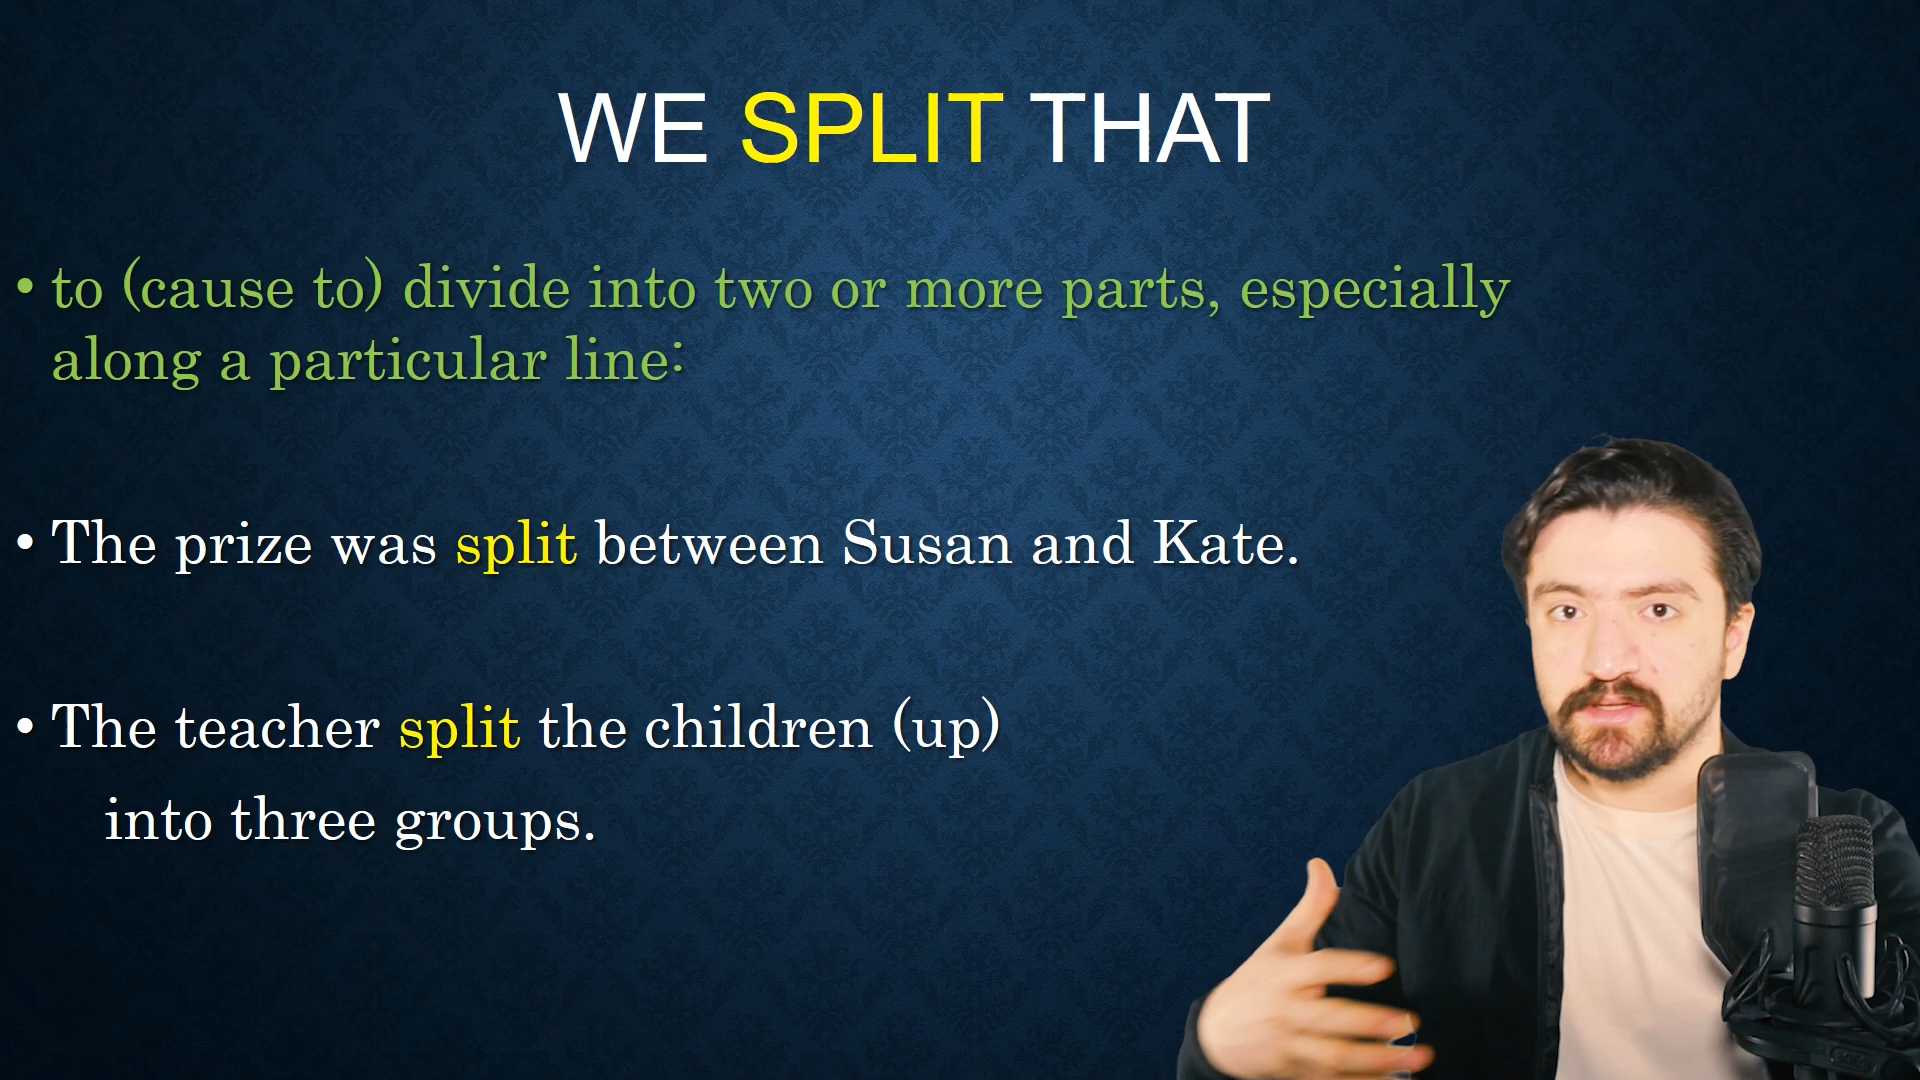 WE SPLIT THAT
• to (cause to) divide into two or more parts, especially
along a particular line:
• The prize was split between Susan and Kate.
• The teacher split the children (up)
into three groups.